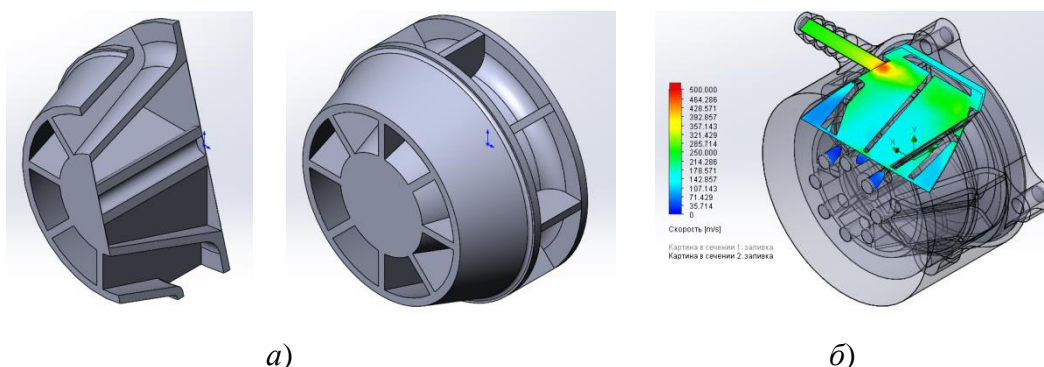 500.000
464.286
428.571
392.857
357.143
321.429
285.714
250.000
214.286
178.571
142.857
107.143
71.429
35.714
0
Скорость [m/s]
Картина в сечении 1: заливка
Картина в сечении 2: заливка
X
Y
а)
б)